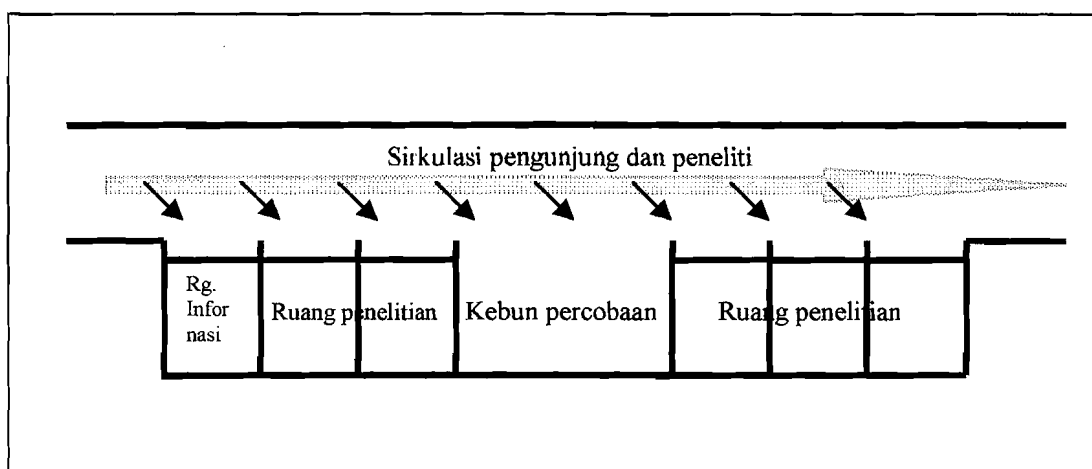 Sirkulasi pengunjung dan peneliti
Rg.
Infor
nasi
Ruang penelitian
Kebun percobaan
Ruang penelitian